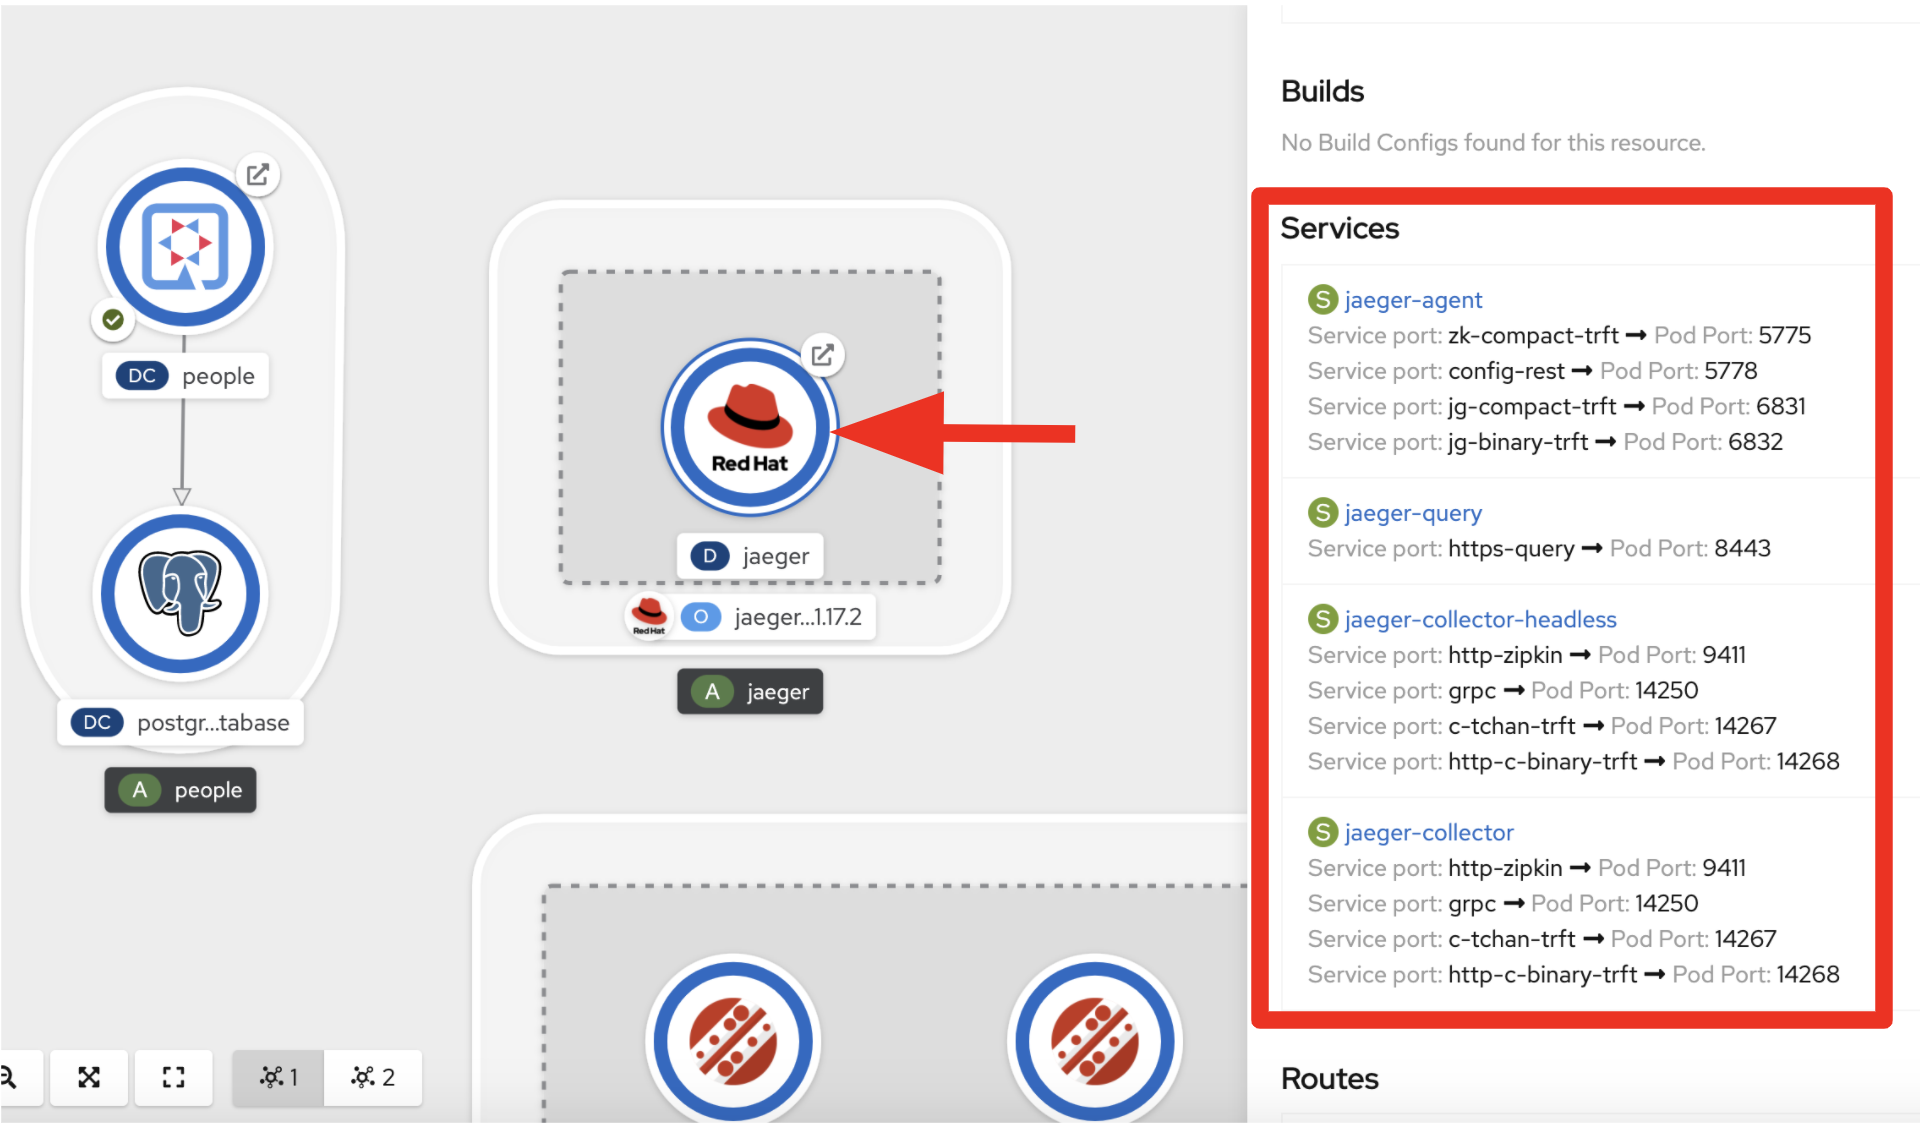 DC people
DC postgr...tabase
A people
Red Hat
D jaeger
Red Hat
O jaeger...1.17.2
A jaeger
1
2
Builds
No Build Configs found for this resource.
Services
S jaeger-agent
Service port: zk-compact-trft ➞ Pod Port: 5775
Service port: config-rest ➞ Pod Port: 5778
Service port: jg-compact-trft ➞ Pod Port: 6831
Service port: jg-binary-trft ➞ Pod Port: 6832
S jaeger-query
Service port: https-query ➞ Pod Port: 8443
S jaeger-collector-headless
Service port: http-zipkin ➞ Pod Port: 9411
Service port: grpc ➞ Pod Port: 14250
Service port: c-tchan-trft ➞ Pod Port: 14267
Service port: http-c-binary-trft ➞ Pod Port: 14268
S jaeger-collector
Service port: http-zipkin ➞ Pod Port: 9411
Service port: grpc ➞ Pod Port: 14250
Service port: c-tchan-trft ➞ Pod Port: 14267
Service port: http-c-binary-trft ➞ Pod Port: 14268
Routes